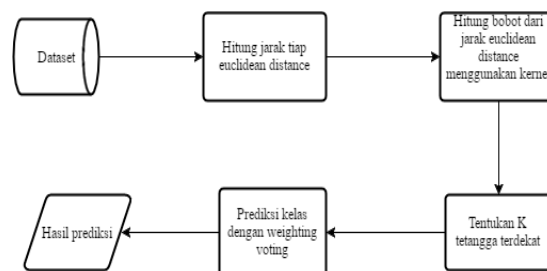 Dataset
Hitung jarak tiap
euclidean distance
Hitung bobot dari
jarak euclidean
distance
menggunakan kerne
Tentukan K
tetangga terdekat
Prediksi kelas
dengan weighting
voting
Hasil prediksi